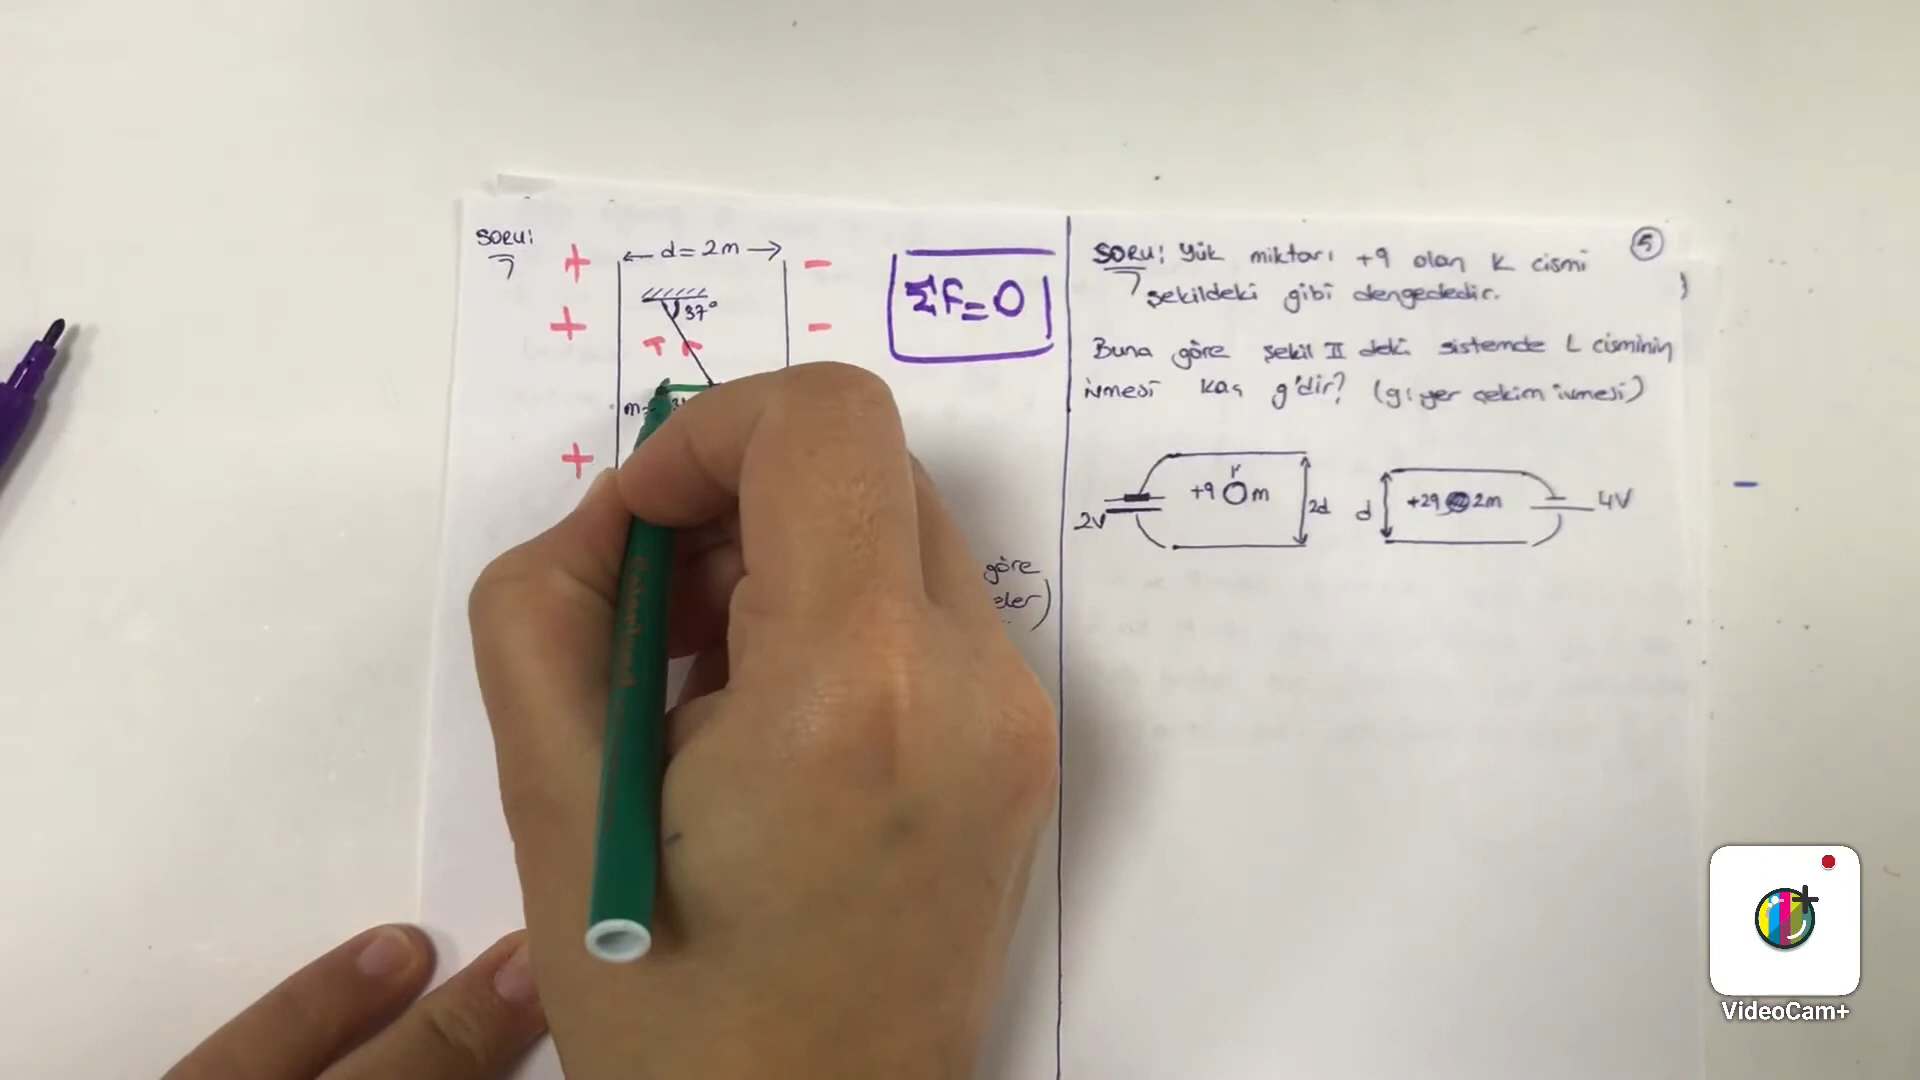 SORU:
← d=2m →
+ -
37°
+ -
T
m=
+
ΣF=0
göre
5
SORU: Yük miktarı +q olan K cismi
şekildeki gibi dengededir.
Buna göre şekil II deki sistemde L cisminin
ivmesi kaç g'dir? (g: yer çekim ivmesi)
K
+q m
2d
2V
d
+2q 2m
4V
VideoCam+